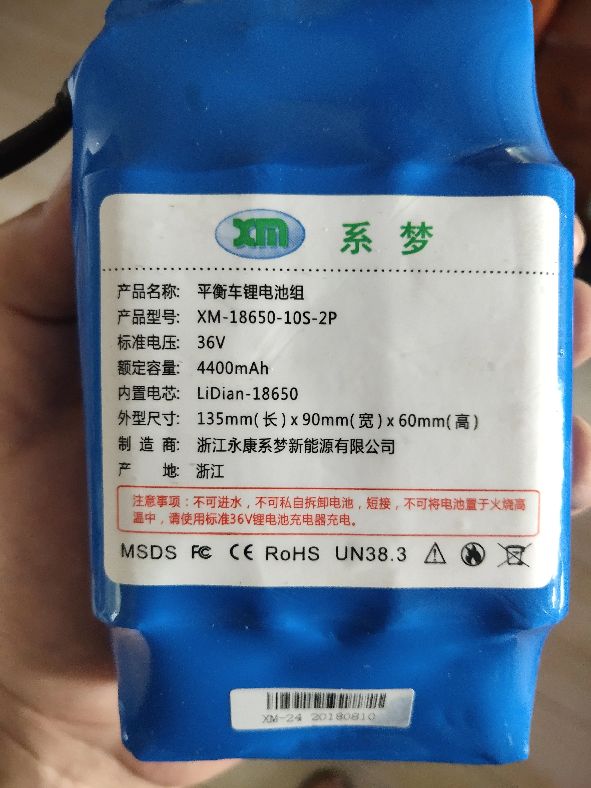 XM 系梦
产品名称: 平衡车锂电池组
产品型号: XM-18650-10S-2P
标准电压: 36V
额定容量: 4400mAh
内置电芯: LiDian-18650
外型尺寸: 135mm(长)x90mm(宽)x60mm(高)
制 造 商: 浙江永康系梦新能源有限公司
产 地: 浙江
注意事项：不可进水，不可私自拆卸电池，短接，不可将电池置于火烧高
温中，请使用标准36V锂电池充电器充电。
MSDS FC CE RoHS UN38.3
XM-24 20180810